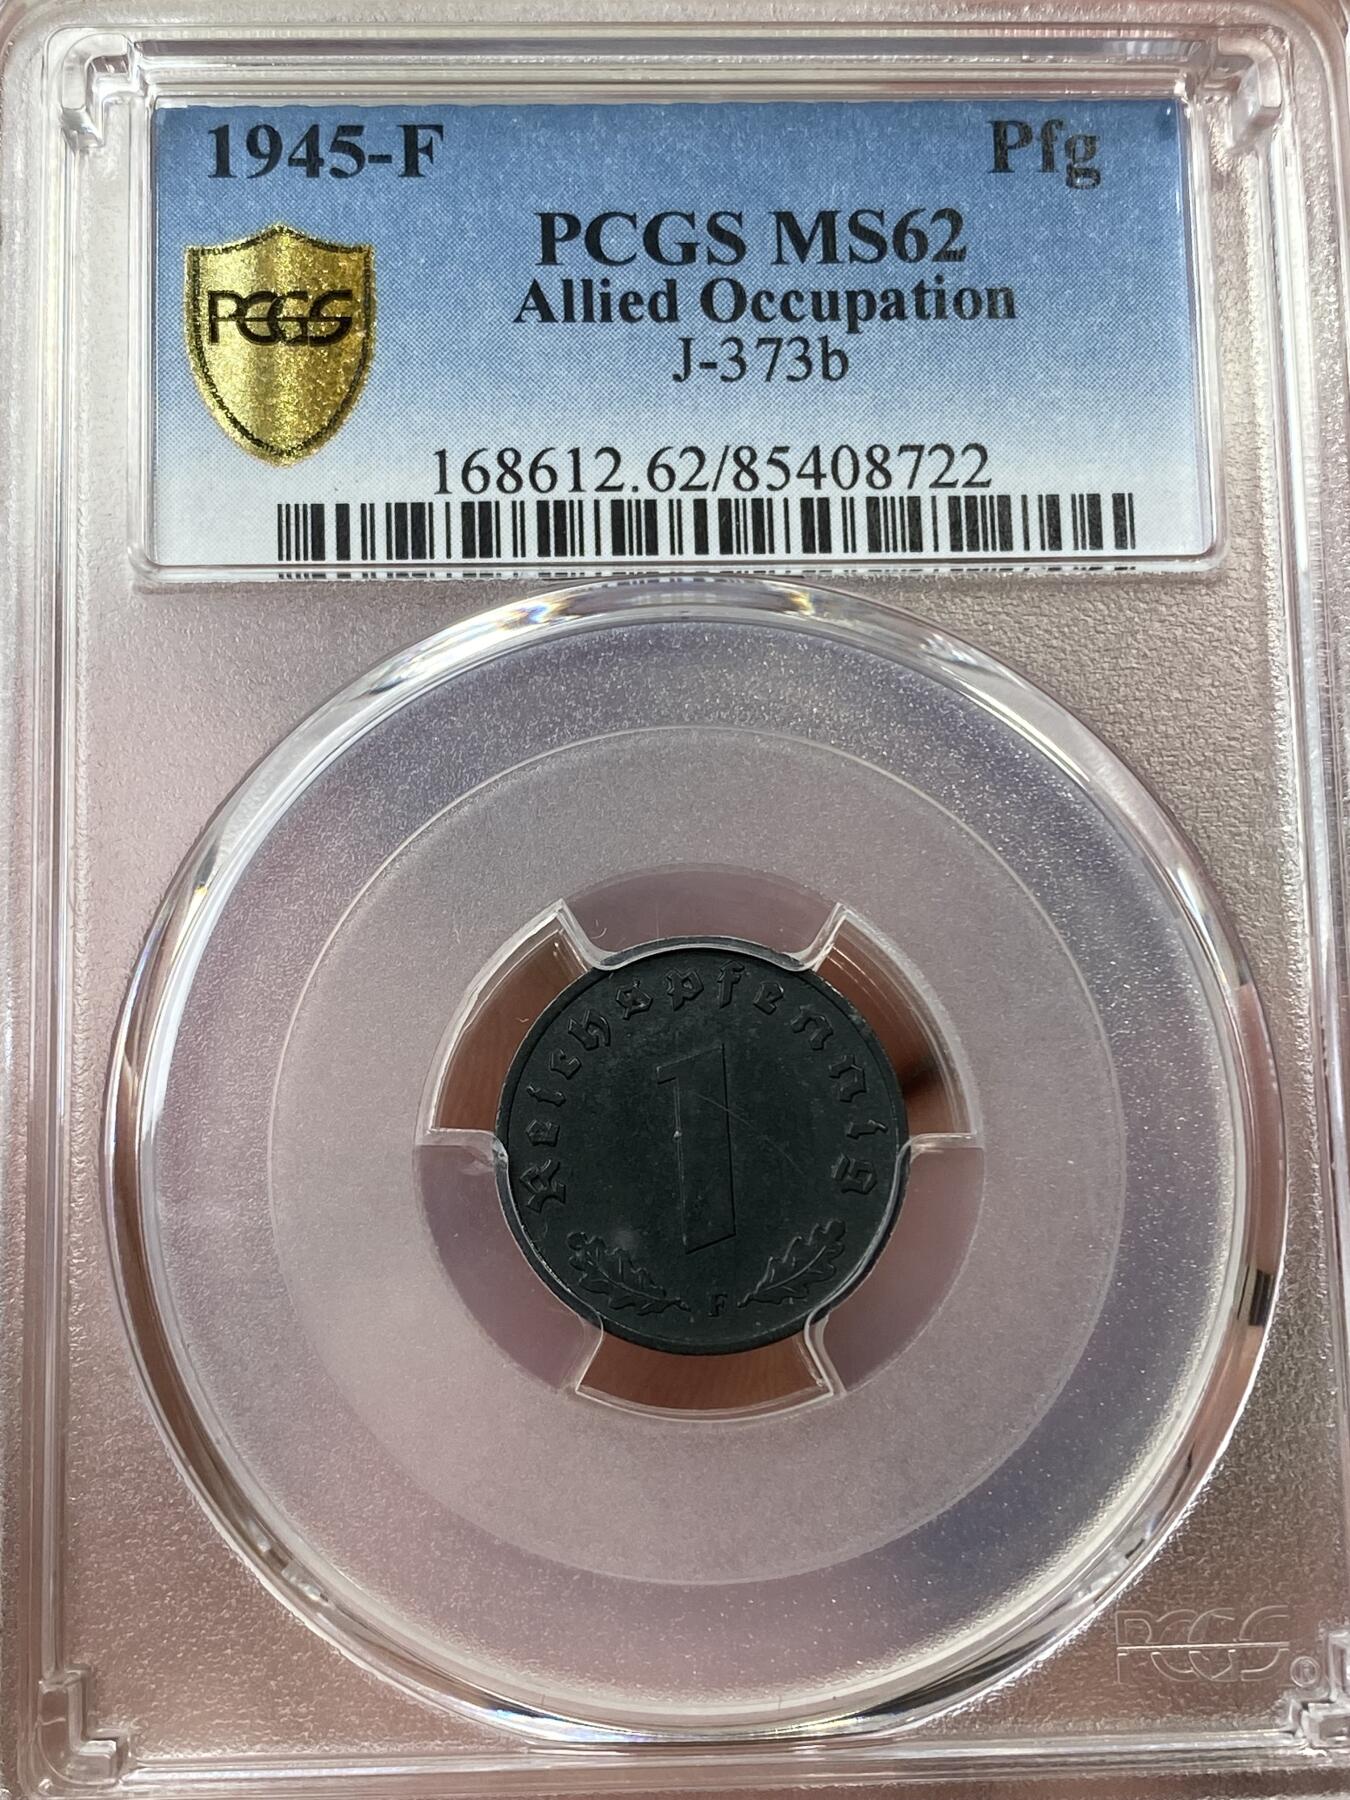 1945-F Pfg
PCGS MS62
Allied Occupation
J-373b
PCGS
168612.62/85408722
Reichspfennig
1
F
PCGS ®